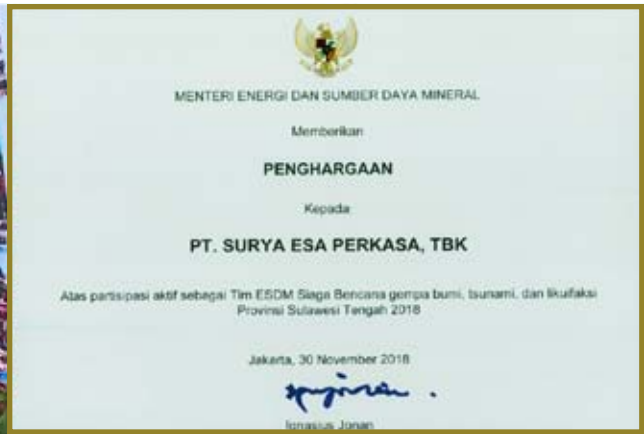 MENTERI ENERGI DAN SUMBER DAYA MINERAL
Memberikan
PENGHARGAAN
Kepada
PT. SURYA ESA PERKASA, TBK
Atas partisipasi aktif sebagai Tim ESDM Siaga Bencana gempa bumi, tsunami, dan likuifaksi
Provinsi Sulawesi Tengah 2018
Jakarta, 30 November 2018
Ignasius Jonan